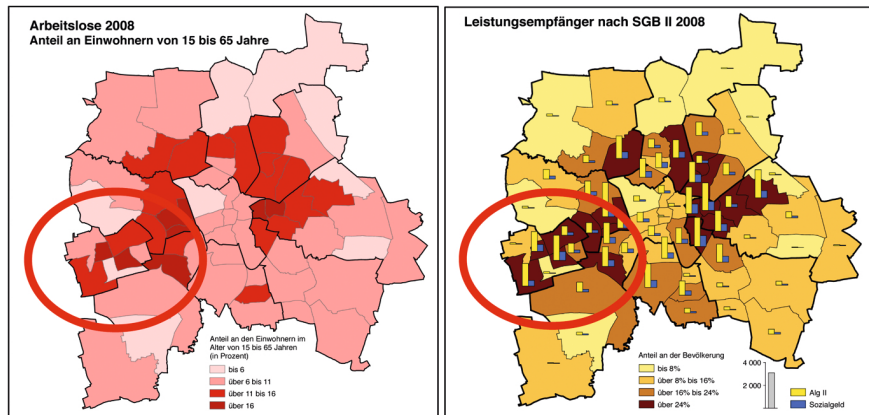 Arbeitslose 2008
Anteil an Einwohnern von 15 bis 65 Jahre
Anteil an den Einwohnern im
Alter von 15 bis 65 Jahren
(in Prozent)
bis 6
über 6 bis 11
über 11 bis 16
über 16
Leistungsempfänger nach SGB II 2008
Anteil an der Bevölkerung
bis 8%
über 8% bis 16%
über 16% bis 24%
über 24%
4 000
2 000
Alg II
Sozialgeld